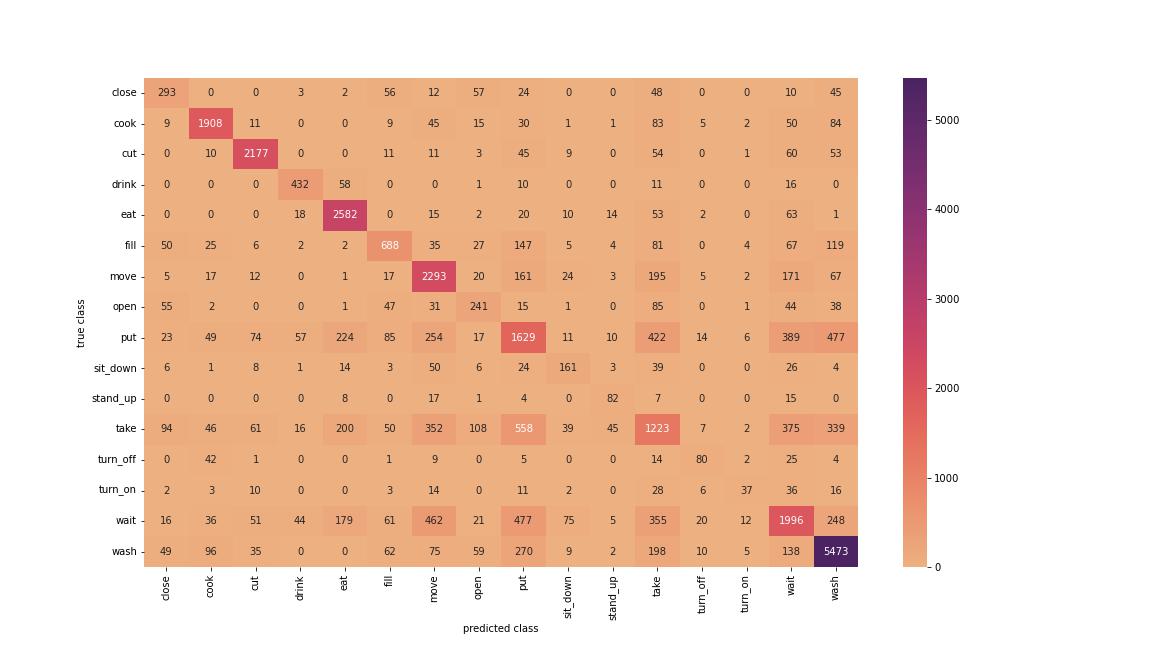 close 293 0 0 3 2 56 12 57 24 0 0 48 0 0 10 45
cook 9 1908 11 0 0 9 45 15 30 1 1 83 5 2 50 84
cut 0 10 2177 0 0 11 11 3 45 9 0 54 0 1 60 53
drink 0 0 0 432 58 0 0 1 10 0 0 11 0 0 16 0
eat 0 0 0 18 2582 0 15 2 20 10 14 53 2 0 63 1
fill 50 25 6 2 2 688 35 27 147 5 4 81 0 4 67 119
move 5 17 12 0 1 17 2293 20 161 24 3 195 5 2 171 67
open 55 2 0 0 1 47 31 241 15 1 0 85 0 1 44 38
put 23 49 74 57 224 85 254 17 1629 11 10 422 14 6 389 477
sit_down 6 1 8 1 14 3 50 6 24 161 3 39 0 0 26 4
stand_up 0 0 0 0 8 0 17 1 4 0 82 7 0 0 15 0
take 94 46 61 16 200 50 352 108 558 39 45 1223 7 2 375 339
turn_off 0 42 1 0 0 1 9 0 5 0 0 14 80 2 25 4
turn_on 2 3 10 0 0 3 14 0 11 2 0 28 6 37 36 16
wait 16 36 51 44 179 61 462 21 477 75 5 355 20 12 1996 248
wash 49 96 35 0 0 62 75 59 270 9 2 198 10 5 138 5473
close cook cut drink eat fill move open put sit_down stand_up take turn_off turn_on wait wash
predicted class
true class
5000
4000
3000
2000
1000
0